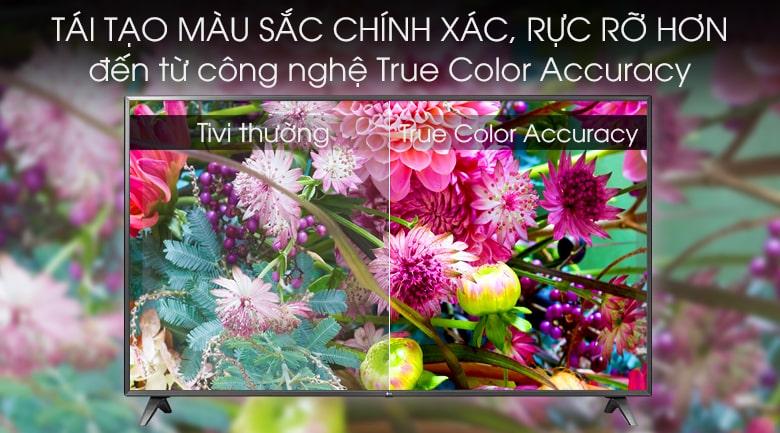 TÁI TẠO MÀU SẮC CHÍNH XÁC, RỰC RỠ HƠN
đến từ công nghệ True Color Accuracy
Tivi thường
True Color Accuracy